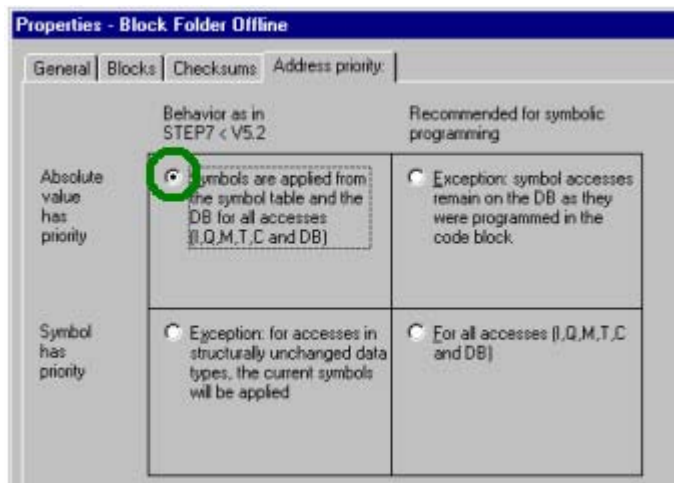 Properties - Block Folder Offline
General
Blocks
Checksums
Address priority:
Behavior as in
STEP7 < V5.2
Recommended for symbolic
programming
Absolute
value
has
priority
Symbols are applied from
the symbol table and the
DB for all accesses
(I,Q,M,T,C and DB)
Exception: symbol accesses
remain on the DB as they
were programmed in the
code block
Symbol
has
priority
Exception: for accesses in
structurally unchanged data
types, the current symbols
will be applied
For all accesses (I,Q,M,T,C
and DB)